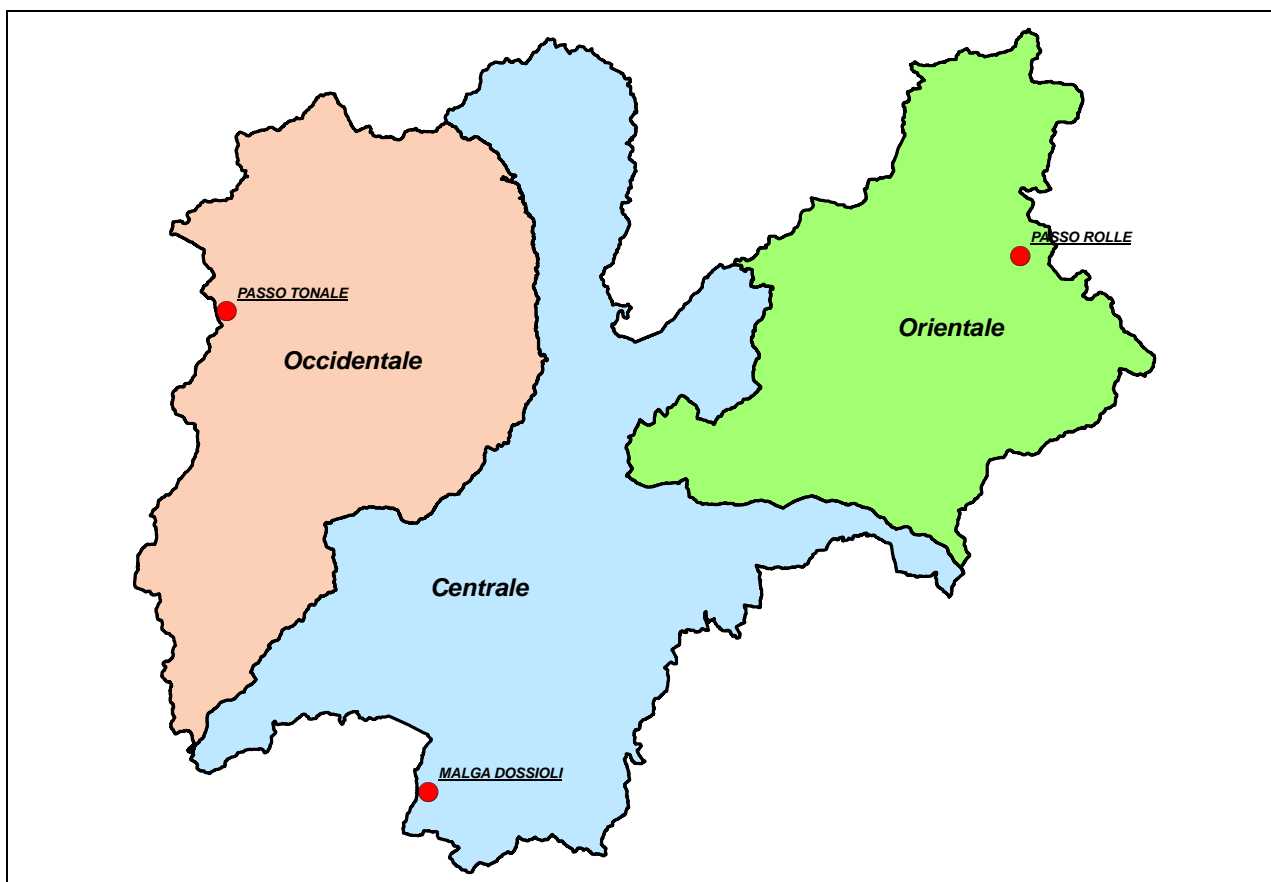 PASSO ROLLE
PASSO TONALE
Orientale
Occidentale
Centrale
MALGA DOSSIOLI